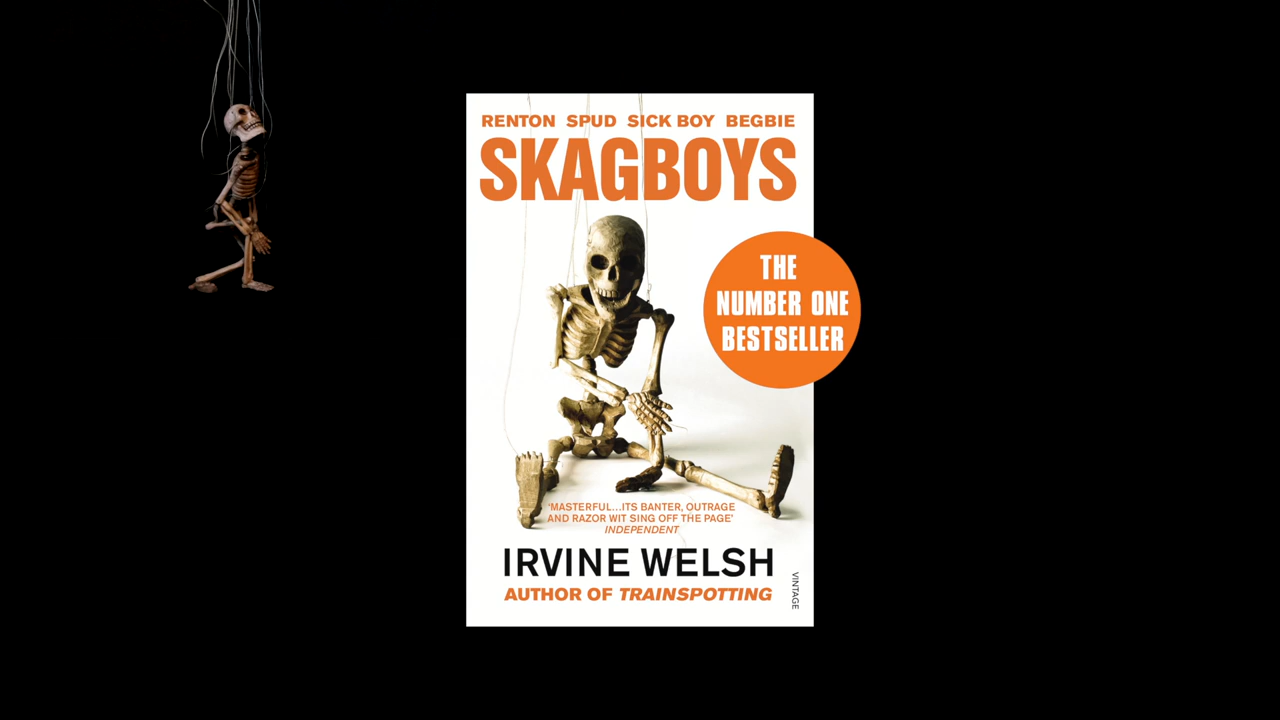 RENTON SPUD SICK BOY BEGBIE
SKAGBOYS
THE
NUMBER ONE
BESTSELLER
'MASTERFUL...ITS BANTER, OUTRAGE
AND RAZOR WIT SING OFF THE PAGE'
INDEPENDENT
IRVINE WELSH
AUTHOR OF TRAINSPOTTING
VINTAGE